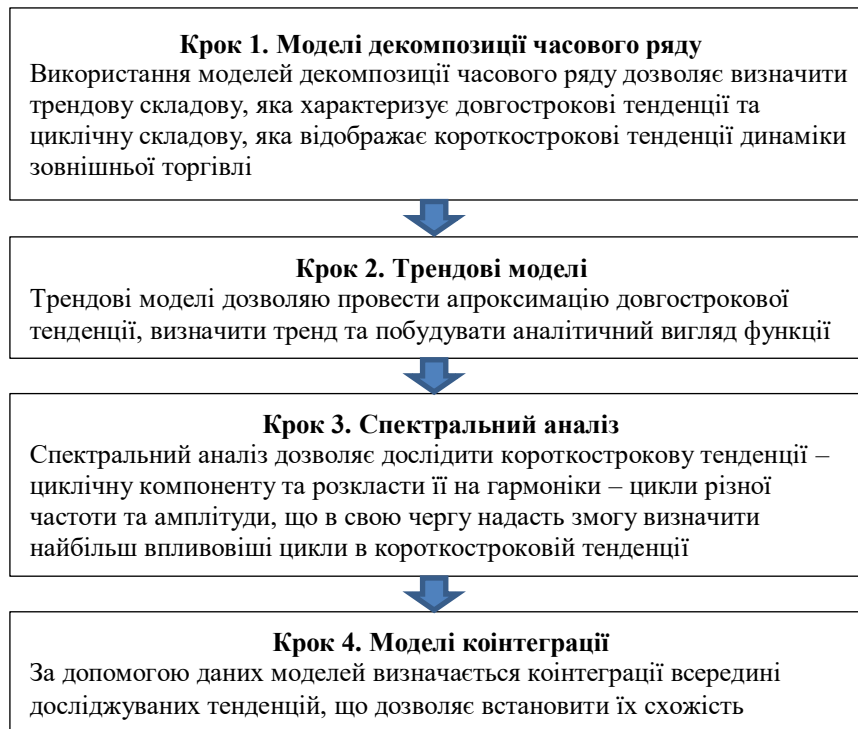 Крок 1. Моделі декомпозиції часового ряду
Використання моделей декомпозиції часового ряду дозволяє визначити
трендову складову, яка характеризує довгострокові тенденції та
циклічну складову, яка відображає короткострокові тенденції динаміки
зовнішньої торгівлі
Крок 2. Трендові моделі
Трендові моделі дозволяю провести апроксимацію довгострокової
тенденції, визначити тренд та побудувати аналітичний вигляд функції
Крок 3. Спектральний аналіз
Спектральний аналіз дозволяє дослідити короткострокову тенденції –
циклічну компоненту та розкласти її на гармоніки – цикли різної
частоти та амплітуди, що в свою чергу надасть змогу визначити
найбільш впливовіші цикли в короткостроковій тенденції
Крок 4. Моделі коінтеграції
За допомогою даних моделей визначається коінтеграції всередині
досліджуваних тенденцій, що дозволяє встановити їх схожість